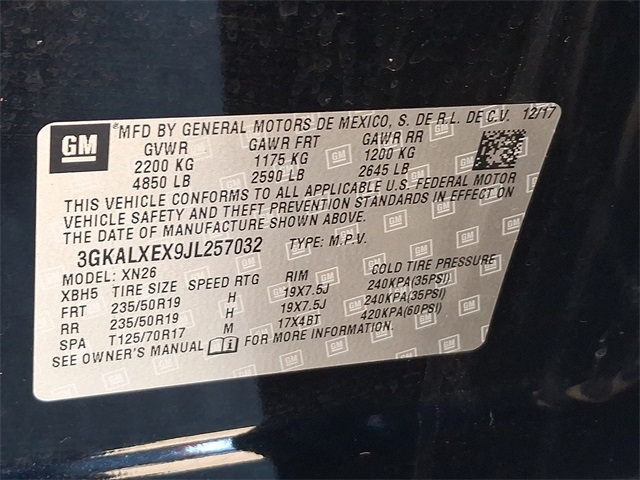 GM
®MFD BY GENERAL MOTORS DE MEXICO, S. DE R.L. DE C.V. 12/17
GVWR GAWR FRT GAWR RR
2200 KG 1175 KG 1200 KG
4850 LB 2590 LB 2645 LB
THIS VEHICLE CONFORMS TO ALL APPLICABLE U.S. FEDERAL MOTOR
VEHICLE SAFETY AND THEFT PREVENTION STANDARDS IN EFFECT ON
THE DATE OF MANUFACTURE SHOWN ABOVE.
3GKALXEX9JL257032 TYPE: M.P.V.
MODEL: XN26
XBH5 TIRE SIZE SPEED RTG RIM COLD TIRE PRESSURE
FRT 235/50R19 H 19X7.5J 240KPA(35PSI)
RR 235/50R19 H 19X7.5J 240KPA(35PSI)
SPA T125/70R17 M 17X4BT 420KPA(60PSI)
SEE OWNER'S MANUAL FOR MORE INFORMATION.